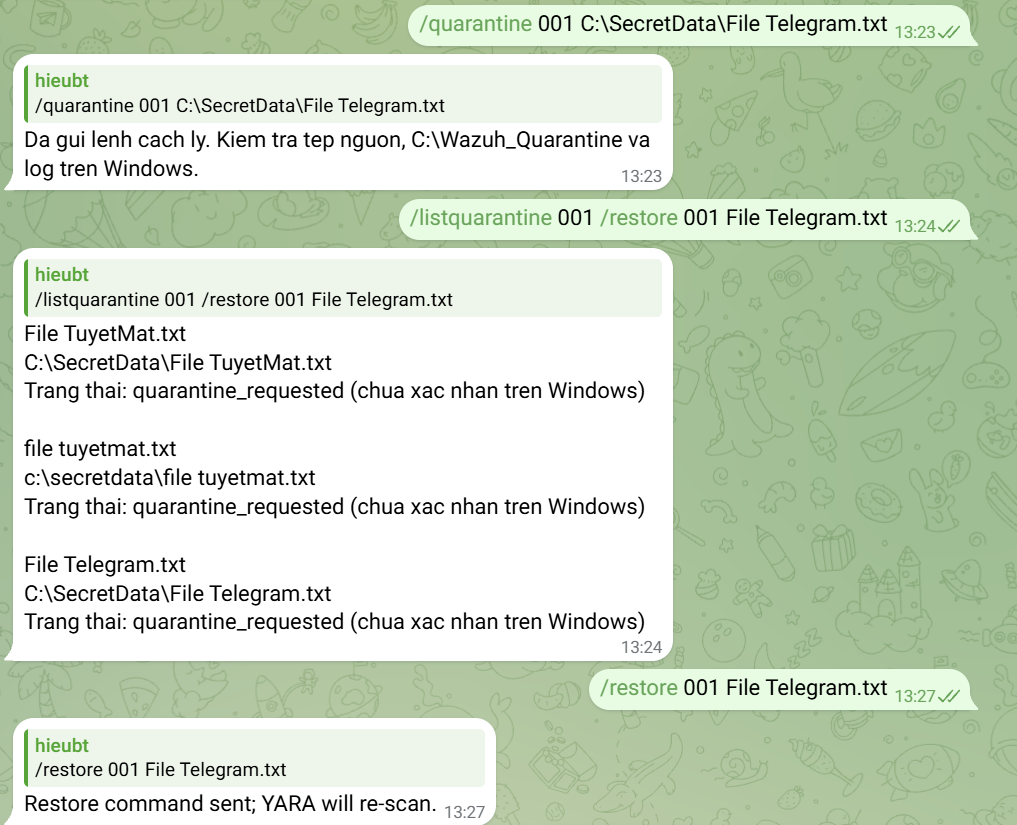 /quarantine 001 C:\SecretData\File Telegram.txt 13:23
hieubt
/quarantine 001 C:\SecretData\File Telegram.txt
Da gui lenh cach ly. Kiem tra tep nguon, C:\Wazuh_Quarantine va
log tren Windows. 13:23
/listquarantine 001 /restore 001 File Telegram.txt 13:24
hieubt
/listquarantine 001 /restore 001 File Telegram.txt
File TuyetMat.txt
C:\SecretData\File TuyetMat.txt
Trang thai: quarantine_requested (chua xac nhan tren Windows)
file tuyetmat.txt
c:\secretdata\file tuyetmat.txt
Trang thai: quarantine_requested (chua xac nhan tren Windows)
File Telegram.txt
C:\SecretData\File Telegram.txt
Trang thai: quarantine_requested (chua xac nhan tren Windows)
13:24
/restore 001 File Telegram.txt 13:27
hieubt
/restore 001 File Telegram.txt
Restore command sent; YARA will re-scan. 13:27